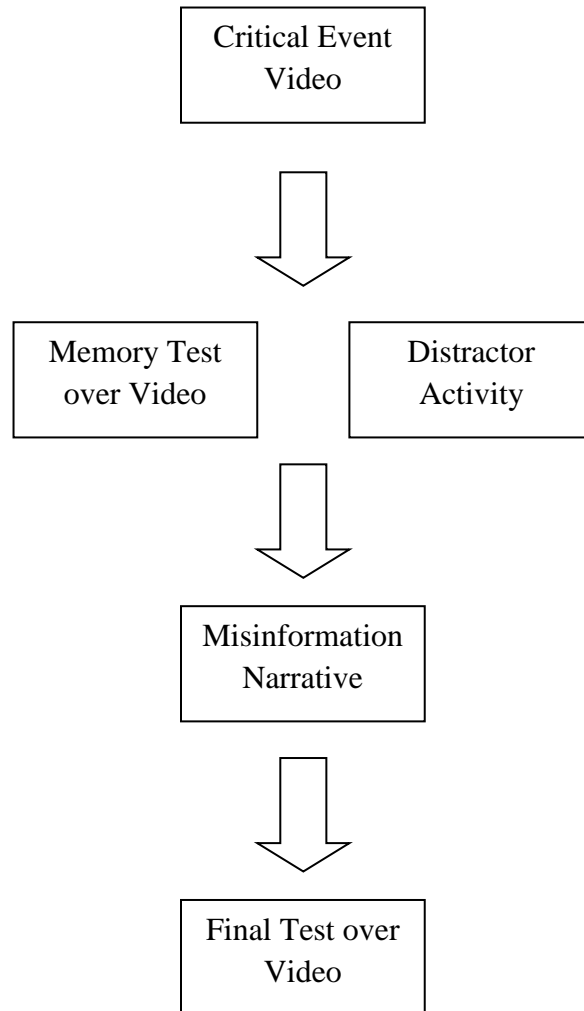 Critical Event
Video
Memory Test
over Video
Distractor
Activity
Misinformation
Narrative
Final Test over
Video